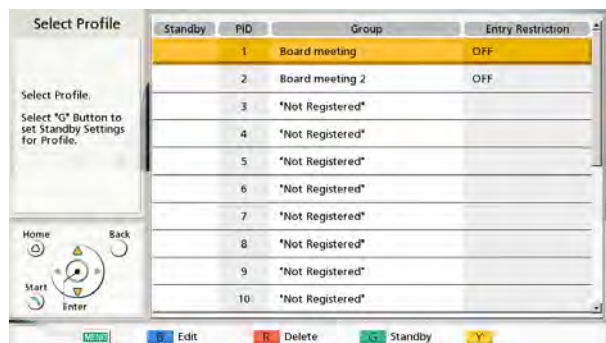 Select Profile
Select Profile.
Select "G" Button to
set Standby Settings
for Profile.
Home
Back
Start
Enter
Standby PID Group Entry Restriction
1 Board meeting OFF
2 Board meeting 2 OFF
3 "Not Registered"
4 "Not Registered"
5 "Not Registered"
6 "Not Registered"
7 "Not Registered"
8 "Not Registered"
9 "Not Registered"
10 "Not Registered"
MENU B Edit R Delete G Standby Y